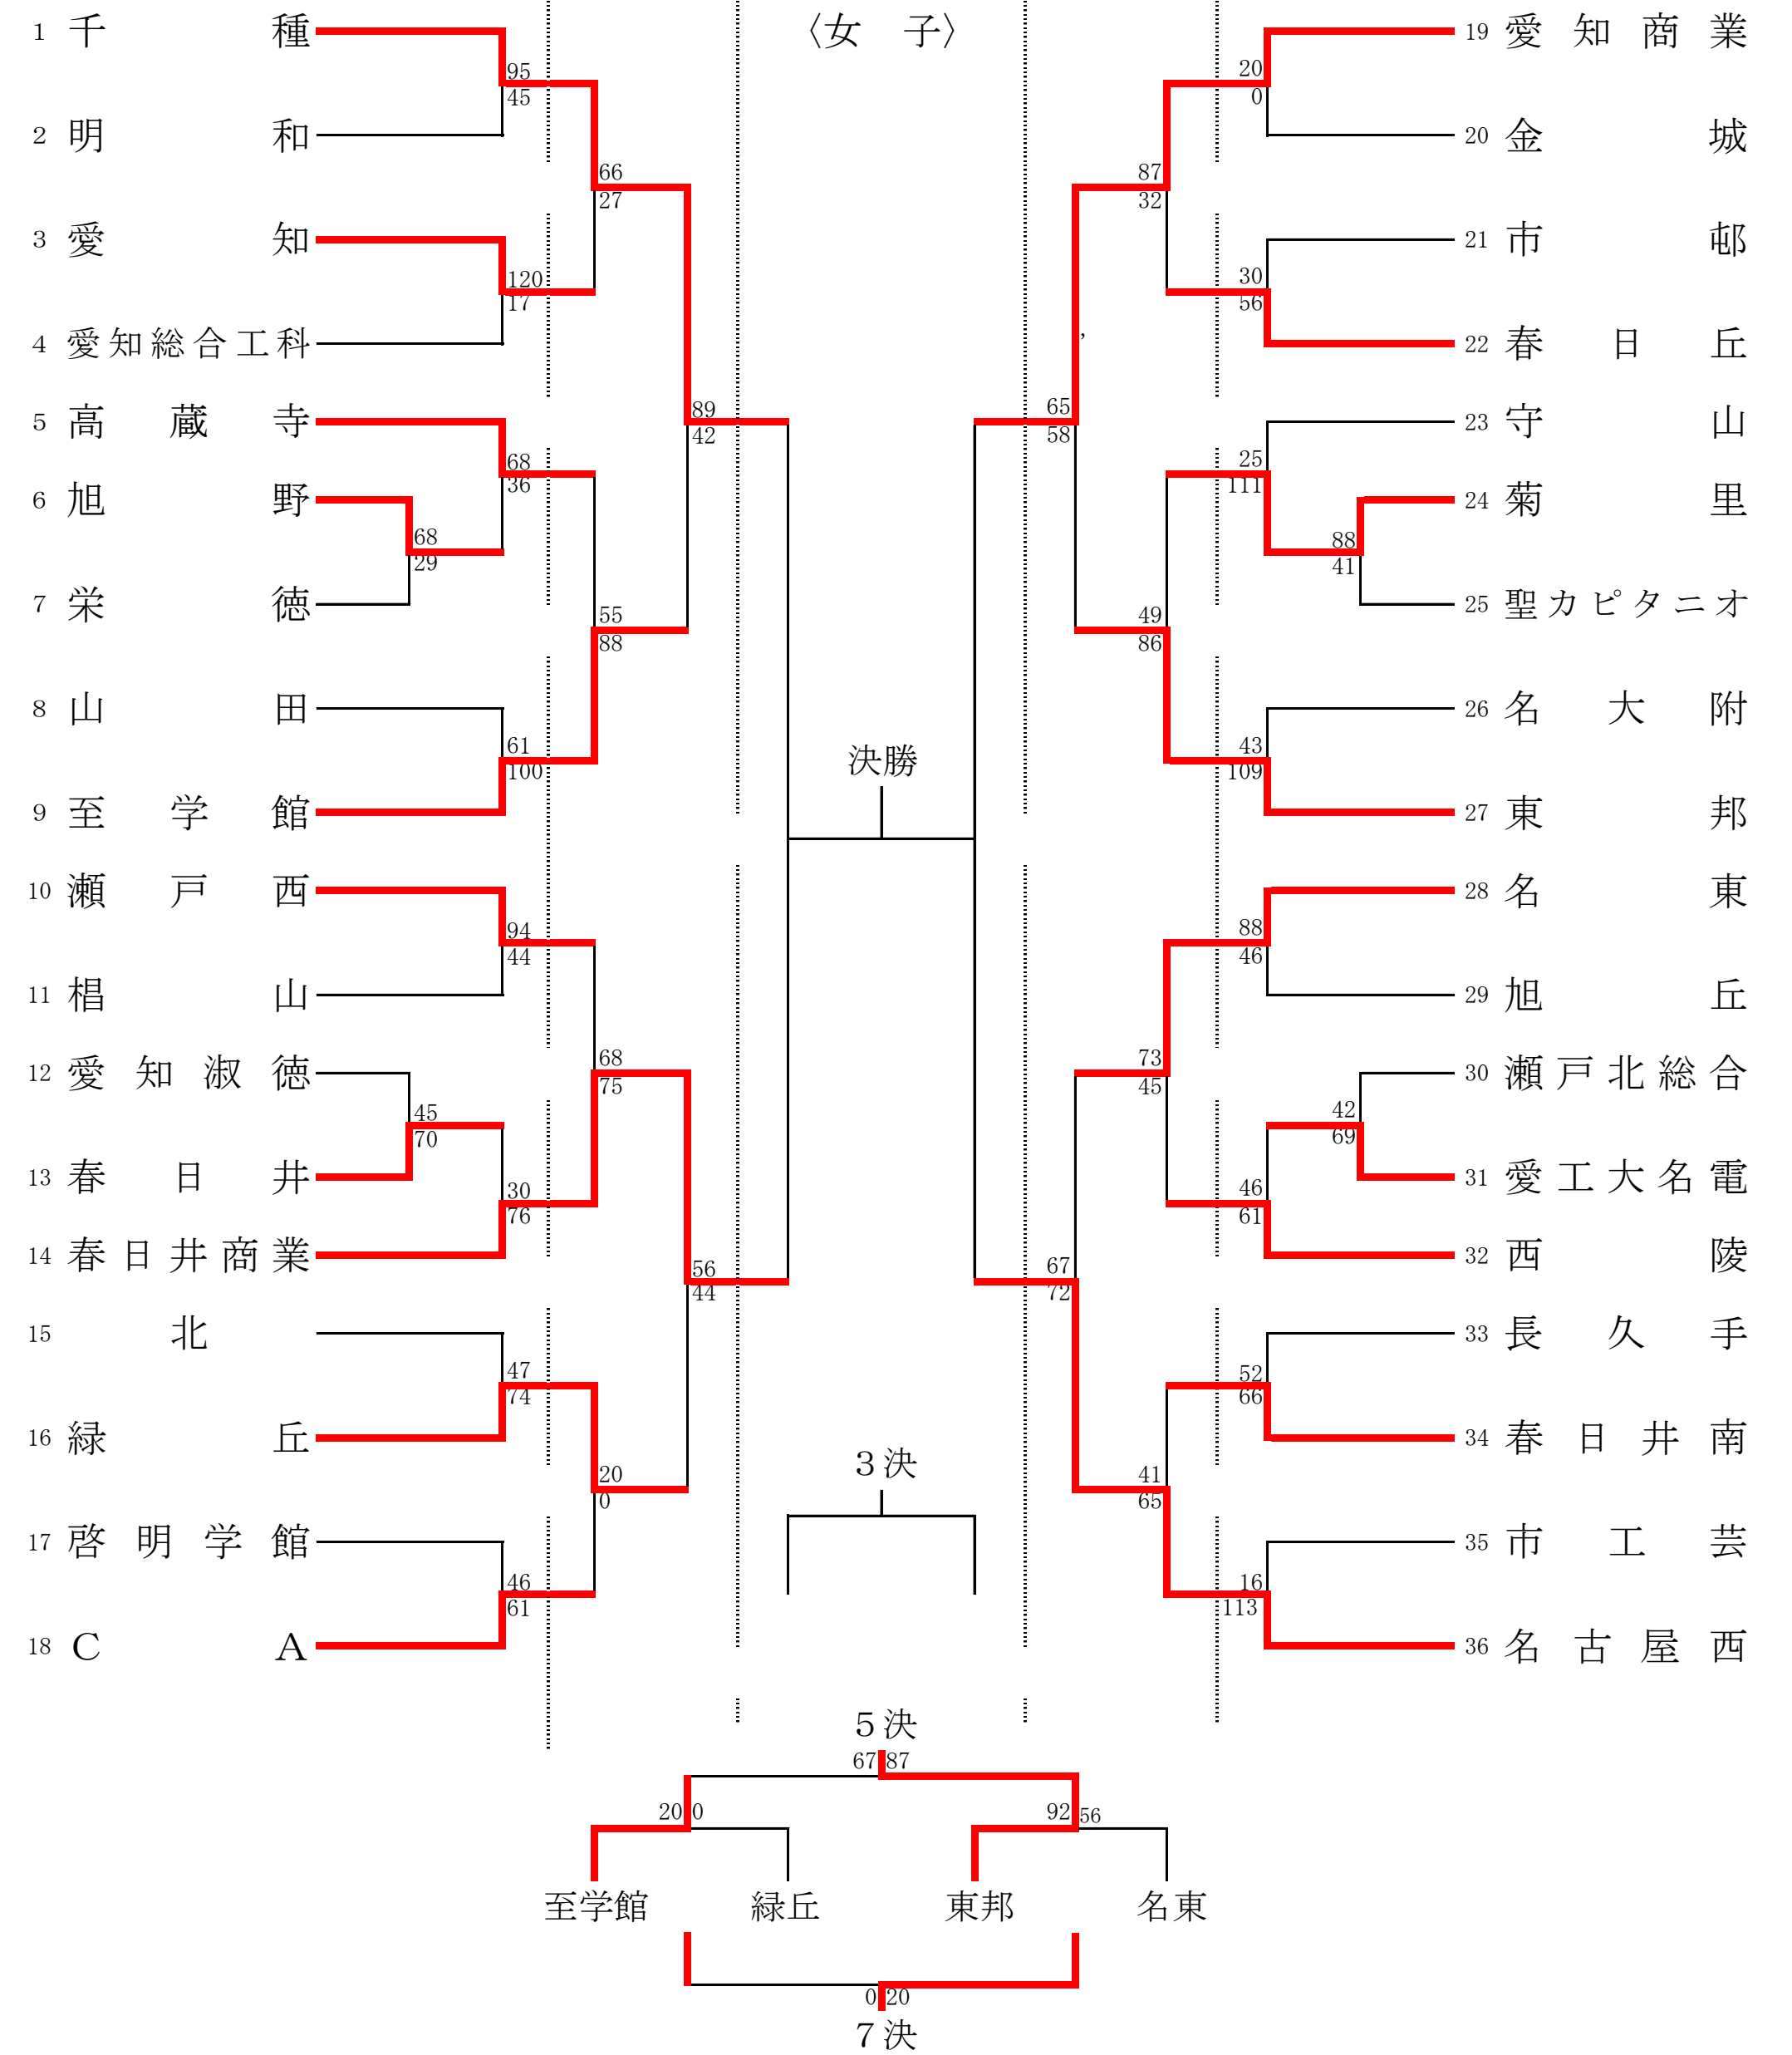 〈女　子〉
1 千種
95
45
2 明和
66
27
3 愛知
120
17
4 愛知総合工科
89
42
5 高蔵寺
68
36
6 旭野
68
29
7 栄徳
55
88
8 山田
61
100
9 至学館
10 瀬戸西
94
44
11 椙山
68
75
12 愛知淑徳
45
70
13 春日井
30
76
14 春日井商業
56
44
15 北
47
74
16 緑丘
20
0
17 啓明学館
46
61
18 ＣＡ
決勝
３決
19 愛知商業
20
0
20 金城
87
32
21 市邨
30
56
22 春日丘
,
65
58
23 守山
25
111
24 菊里
88
41
25 聖カピタニオ
49
86
26 名大附
43
109
27 東邦
28 名東
88
46
29 旭丘
73
45
30 瀬戸北総合
42
69
31 愛工大名電
46
61
32 西陵
67
72
33 長久手
52
66
34 春日井南
41
65
35 市工芸
16
113
36 名古屋西
５決
67 87
20 0 92 56
至学館 緑丘 東邦 名東
0 20
７決